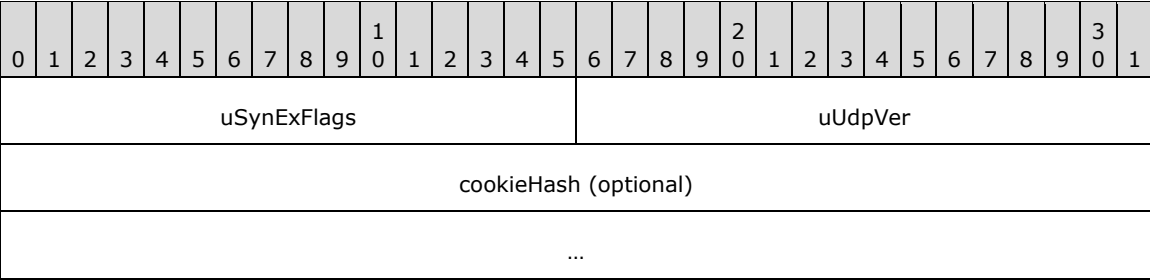 0 1 2 3 4 5 6 7 8 9 1 0 1 2 3 4 5 6 7 8 9 2 0 1 2 3 4 5 6 7 8 9 3 0 1
uSynExFlags uUdpVer
cookieHash (optional)
...